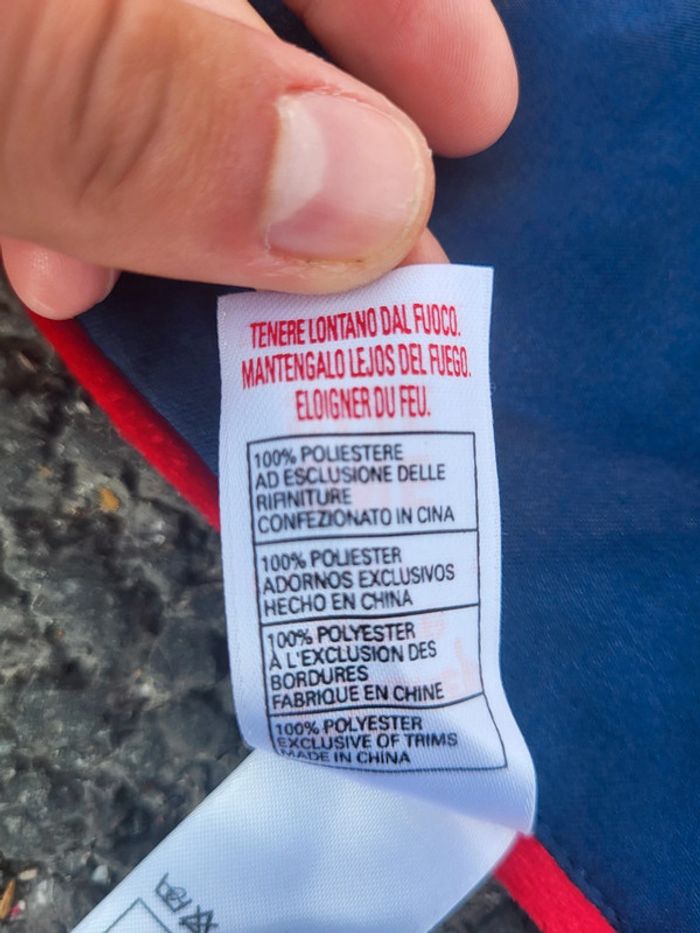 TENERE LONTANO DAL FUOCO.
MANTENGALO LEJOS DEL FUEGO.
ELOIGNER DU FEU.
100% POLIESTERE
AD ESCLUSIONE DELLE
RIFINITURE
CONFEZIONATO IN CINA
100% POLIESTER
ADORNOS EXCLUSIVOS
HECHO EN CHINA
100% POLYESTER
À L'EXCLUSION DES
BORDURES
FABRIQUE EN CHINE
100% POLYESTER
EXCLUSIVE OF TRIMS
MADE IN CHINA